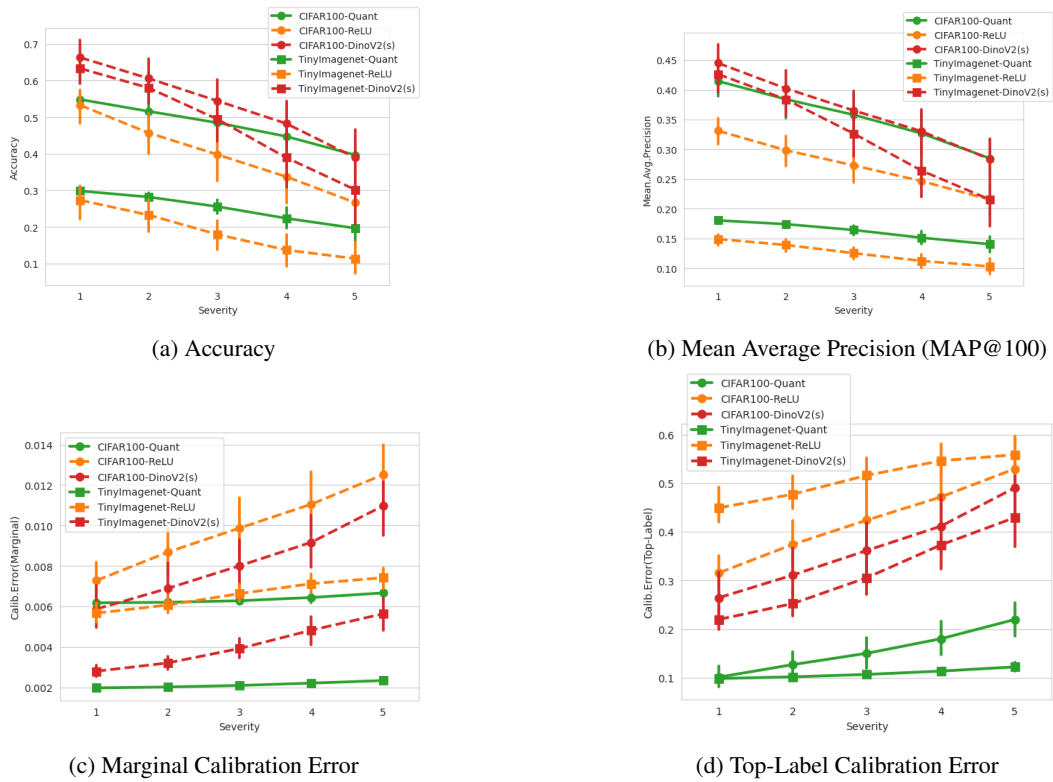 CIFAR100-Quant
CIFAR100-ReLU
CIFAR100-DinoV2(s)
TinyImagenet-Quant
TinyImagenet-ReLU
TinyImagenet-DinoV2(s)
0.7
0.6
0.5
0.4
0.3
0.2
0.1
Accuracy
1 2 3 4 5
Severity
(a) Accuracy
CIFAR100-Quant
CIFAR100-ReLU
CIFAR100-DinoV2(s)
TinyImagenet-Quant
TinyImagenet-ReLU
TinyImagenet-DinoV2(s)
0.45
0.40
0.35
0.30
0.25
0.20
0.15
0.10
Mean.Avg.Precision
1 2 3 4 5
Severity
(b) Mean Average Precision (MAP@100)
CIFAR100-Quant
CIFAR100-ReLU
CIFAR100-DinoV2(s)
TinyImagenet-Quant
TinyImagenet-ReLU
TinyImagenet-DinoV2(s)
0.014
0.012
0.010
0.008
0.006
0.004
0.002
Calib.Error(Marginal)
1 2 3 4 5
Severity
(c) Marginal Calibration Error
CIFAR100-Quant
CIFAR100-ReLU
CIFAR100-DinoV2(s)
TinyImagenet-Quant
TinyImagenet-ReLU
TinyImagenet-DinoV2(s)
0.6
0.5
0.4
0.3
0.2
0.1
Calib.Error(Top-Label)
1 2 3 4 5
Severity
(d) Top-Label Calibration Error